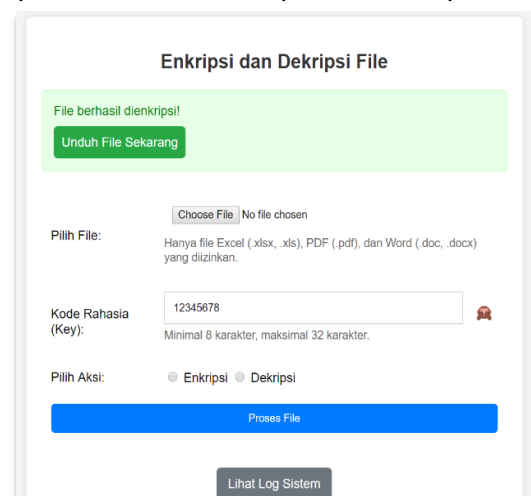 Enkripsi dan Dekripsi File
File berhasil dienkripsi!
Unduh File Sekarang
Choose File No file chosen
Pilih File:
Hanya file Excel (.xlsx, .xls), PDF (.pdf), dan Word (.doc, .docx)
yang diizinkan.
12345678
Kode Rahasia
(Key):
Minimal 8 karakter, maksimal 32 karakter.
Pilih Aksi:
Enkripsi
Dekripsi
Proses File
Lihat Log Sistem